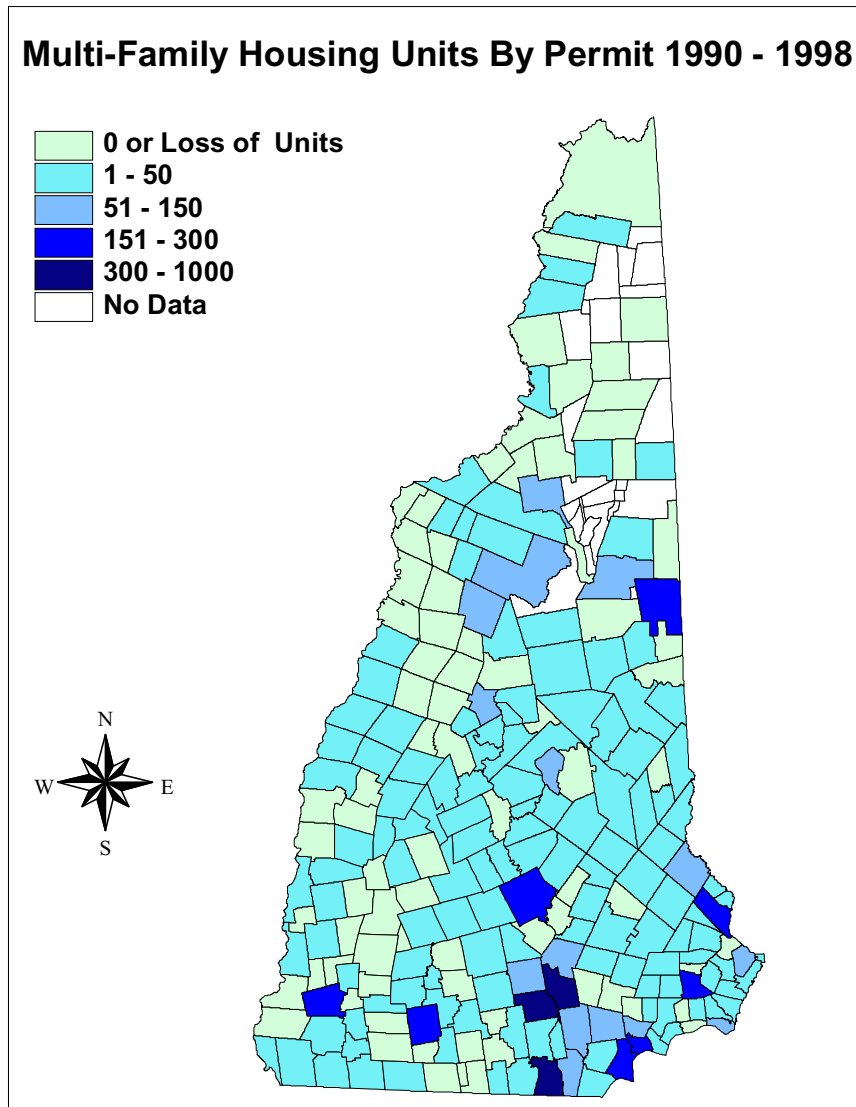 Multi-Family Housing Units By Permit 1990 - 1998
0 or Loss of Units
1 - 50
51 - 150
151 - 300
300 - 1000
No Data
N
W E
S